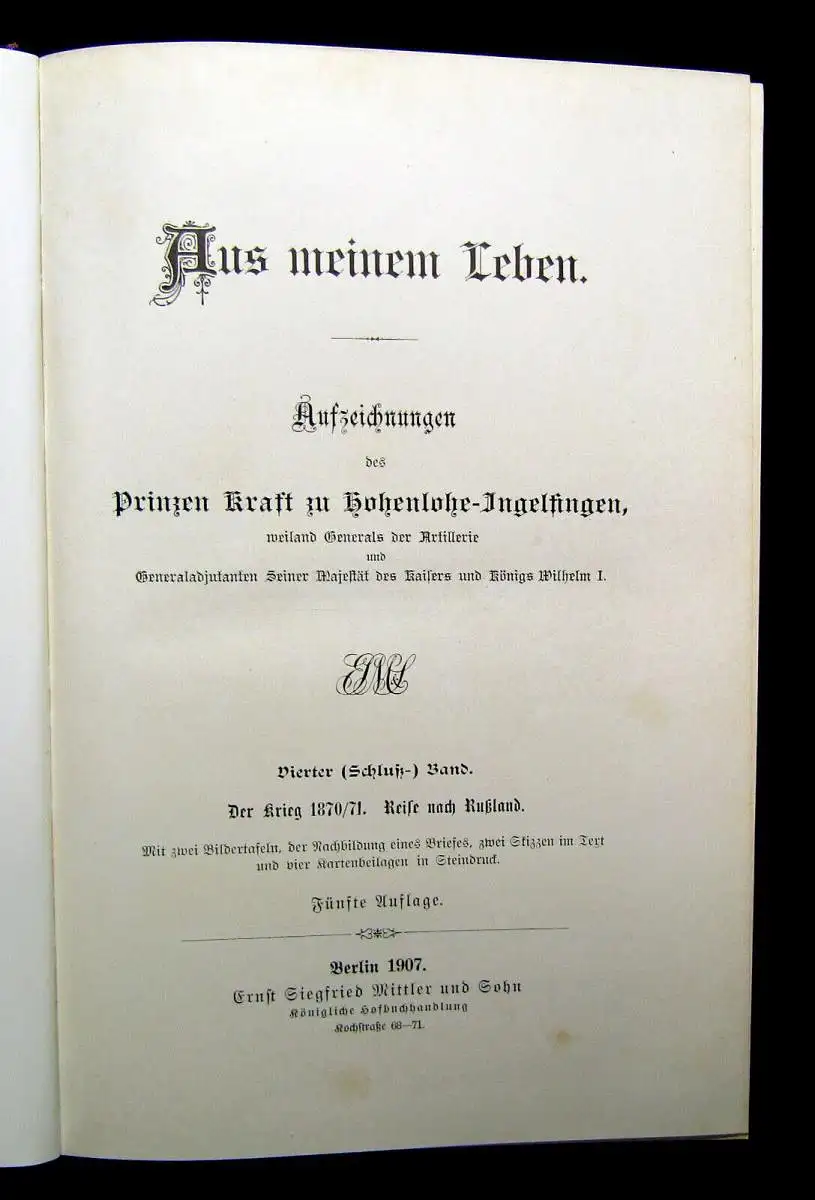 Aus meinem Leben.
Aufzeichnungen
des
Prinzen Kraft zu Hohenlohe-Ingelfingen,
weiland Generals der Artillerie
und
Generaladjutanten Seiner Majestät des Kaisers und Königs Wilhelm I.
ESM&S
Vierter (Schluß-) Band.
Der Krieg 1870/71. Reise nach Rußland.
Mit zwei Bildertafeln, der Nachbildung eines Briefes, zwei Skizzen im Text
und vier Kartenbeilagen in Steindruck.
Fünfte Auflage.
Berlin 1907.
Ernst Siegfried Mittler und Sohn
Königliche Hofbuchhandlung
Kochstraße 68—71.